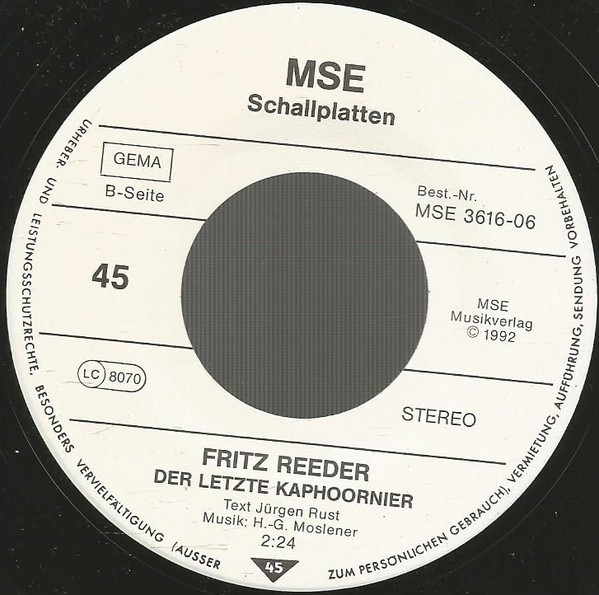 MSE
Schallplatten
GEMA
B-Seite
Best.-Nr.
MSE 3616-06
45
MSE
Musikverlag
© 1992
LC 8070
STEREO
FRITZ REEDER
DER LETZTE KAPHOORNIER
Text Jürgen Rust
Musik: H.-G. Moslener
2:24
45
URHEBER- UND LEISTUNGSSCHUTZRECHTE, BESONDERS VERVIELFÄLTIGUNG (AUSSER ZUM PERSÖNLICHEN GEBRAUCH), VERMIETUNG, AUFFÜHRUNG, SENDUNG VORBEHALTEN